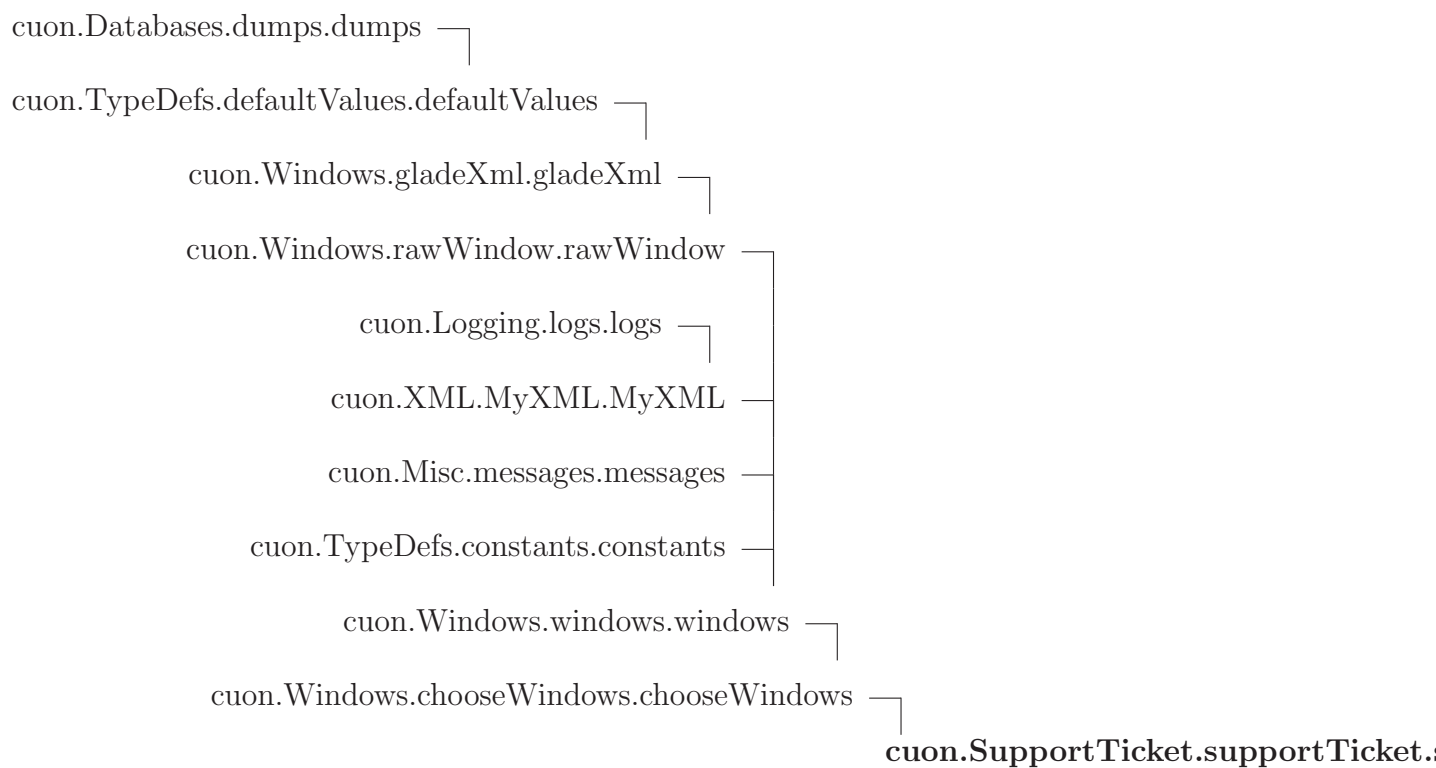 cuon.Databases.dumps.dumps
cuon.TypeDefs.defaultValues.defaultValues
cuon.Windows.gladeXml.gladeXml
cuon.Windows.rawWindow.rawWindow
cuon.Logging.logs.logs
cuon.XML.MyXML.MyXML
cuon.Misc.messages.messages
cuon.TypeDefs.constants.constants
cuon.Windows.windows.windows
cuon.Windows.chooseWindows.chooseWindows
cuon.SupportTicket.supportTicket.